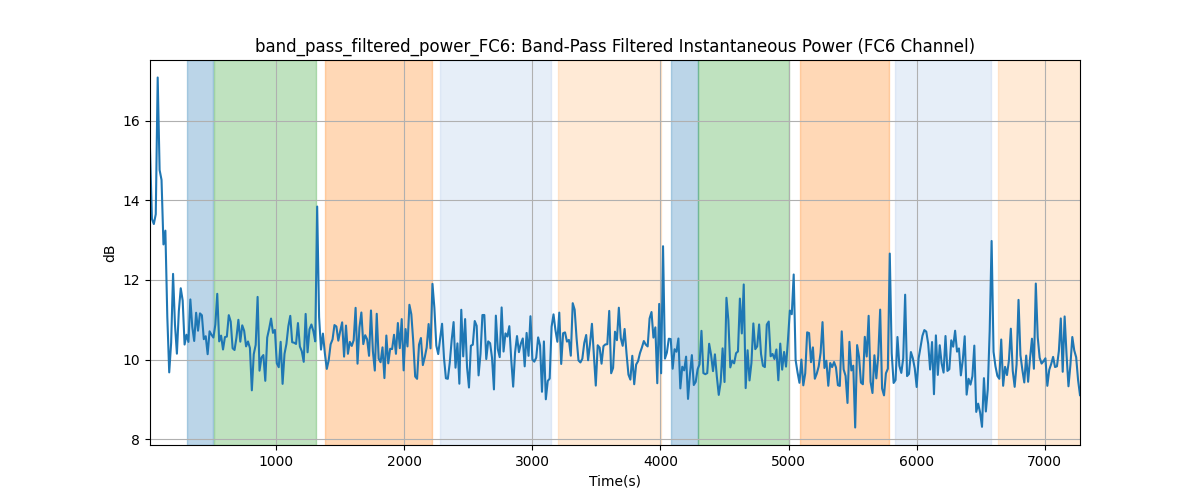 band_pass_filtered_power_FC6: Band-Pass Filtered Instantaneous Power (FC6 Channel)
16
14
12
10
8
dB
1000 2000 3000 4000 5000 6000 7000
Time(s)